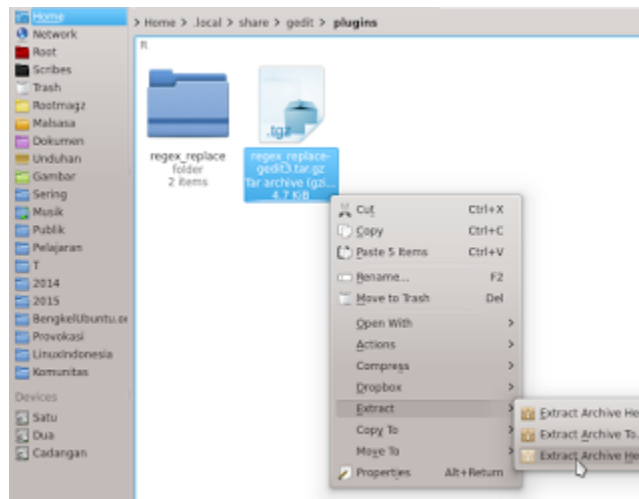 Home
Network
Root
Scribes
Trash
Rootmagz
Malsasa
Dokumen
Unduhan
Gambar
Sering
Musik
Publik
Pelajaran
T
2014
2015
BengkelUbuntu.or
Provokasi
LinuxIndonesia
Komunitas
Devices
Satu
Dua
Cadangan
> Home > .local > share > gedit > plugins
R
regex_replace
folder
2 items
.tgz
regex_replace-
gedit3.tar.gz
Tar archive (gzi...
4.7 KiB
Cut Ctrl+X
Copy Ctrl+C
Paste 5 Items Ctrl+V
Rename... F2
Move to Trash Del
Open With >
Actions >
Compress >
Dropbox >
Extract >
Copy To >
Move To >
Properties Alt+Return
Extract Archive He
Extract Archive To.
Extract Archive He